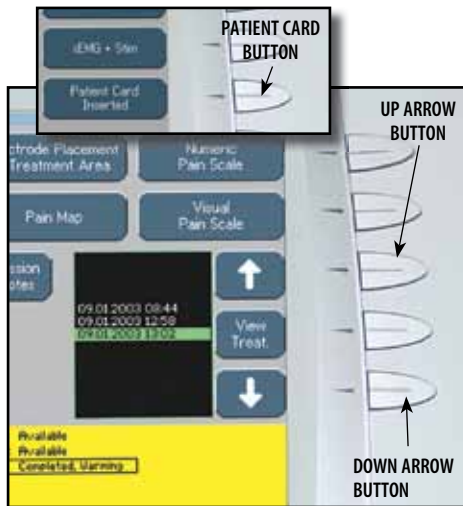 PATIENT CARD
BUTTON
sEMG + Stim
Patient Card
Inserted
UP ARROW
BUTTON
ctrode Placement
Treatment Area
Numeric
Pain Scale
Pain Map
Visual
Pain Scale
ssion
otes
09.01.2003 08:44
09.01.2003 12:58
09.01.2003 13:02
View
Treat.
Available
Available
Completed, Warning
DOWN ARROW
BUTTON